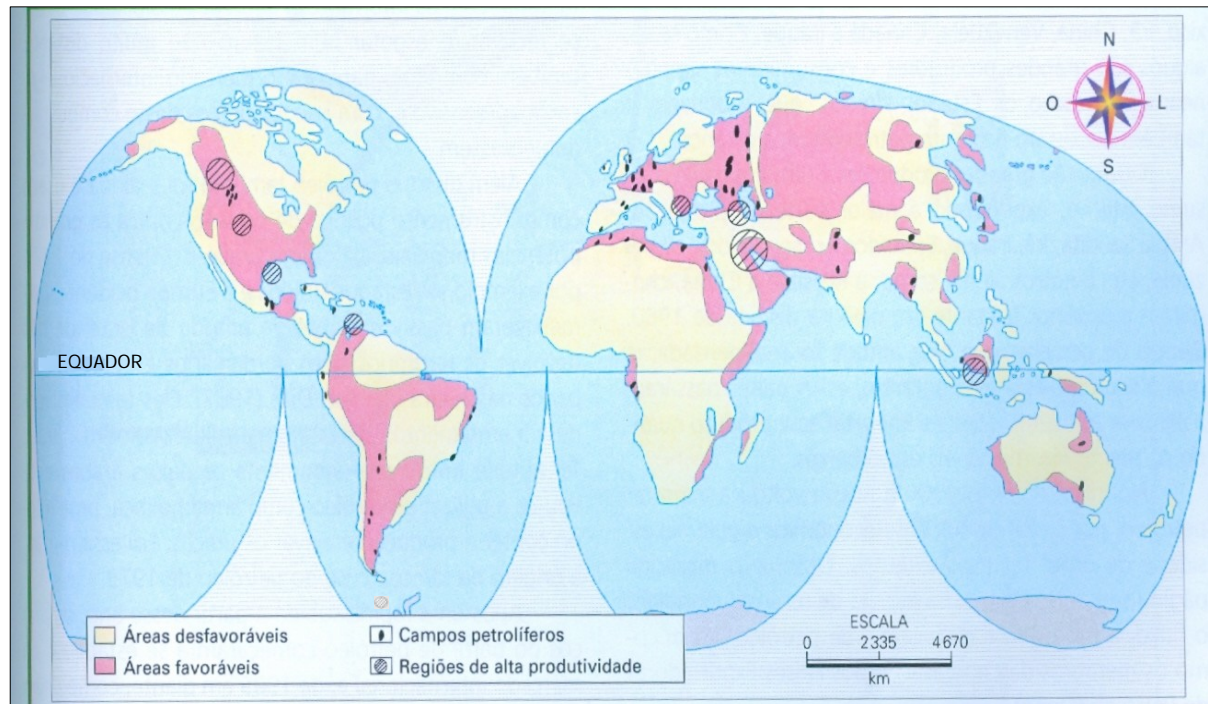 N
O
L
S
EQUADOR
Áreas desfavoráveis
Áreas favoráveis
Campos petrolíferos
Regiões de alta produtividade
ESCALA
0 2335 4670
km